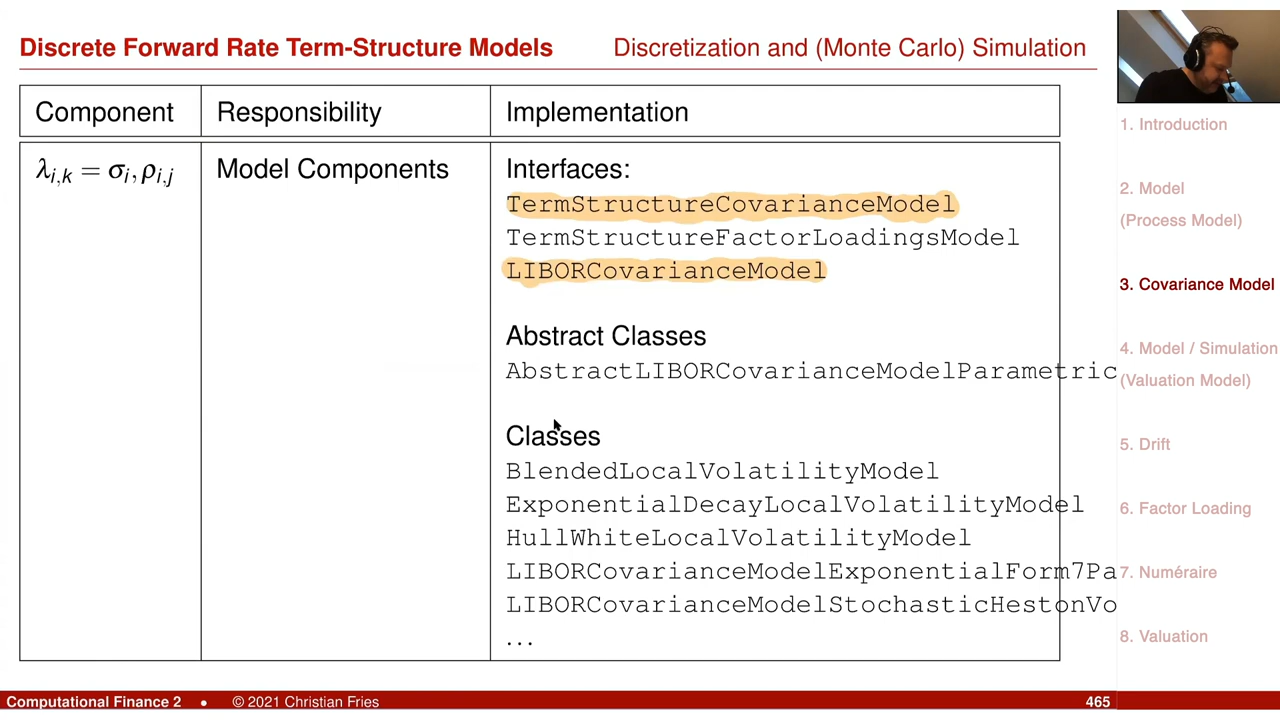 Discrete Forward Rate Term-Structure Models
Discretization and (Monte Carlo) Simulation
Component
Responsibility
Implementation
λi,k = σi, ρi,j
Model Components
Interfaces:
TermStructureCovarianceModel
TermStructureFactorLoadingsModel
LIBORCovarianceModel
Abstract Classes
AbstractLIBORCovarianceModelParametric
Classes
BlendedLocalVolatilityModel
ExponentialDecayLocalVolatilityModel
HullWhiteLocalVolatilityModel
LIBORCovarianceModelExponentialForm7Pa
LIBORCovarianceModelStochasticHestonVo
...
1. Introduction
2. Model
(Process Model)
3. Covariance Model
4. Model / Simulation
(Valuation Model)
5. Drift
6. Factor Loading
7. Numéraire
8. Valuation
Computational Finance 2 • © 2021 Christian Fries
465